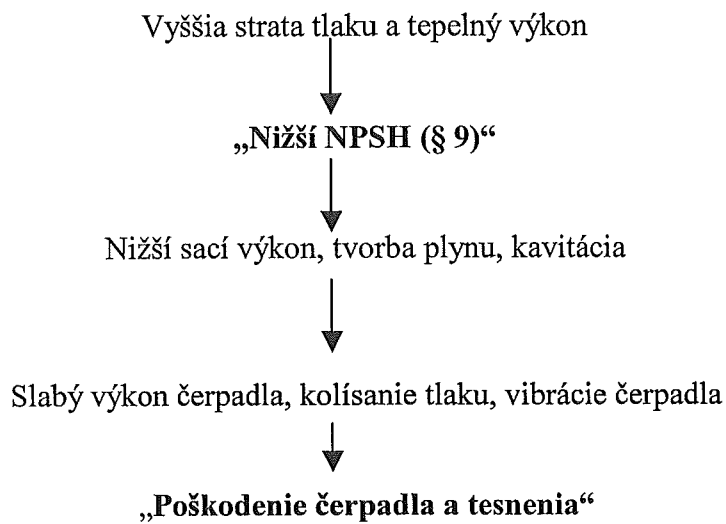 Vyššia strata tlaku a tepelný výkon
„Nižší NPSH (§ 9)“
Nižší sací výkon, tvorba plynu, kavitácia
Slabý výkon čerpadla, kolísanie tlaku, vibrácie čerpadla
„Poškodenie čerpadla a tesnenia“